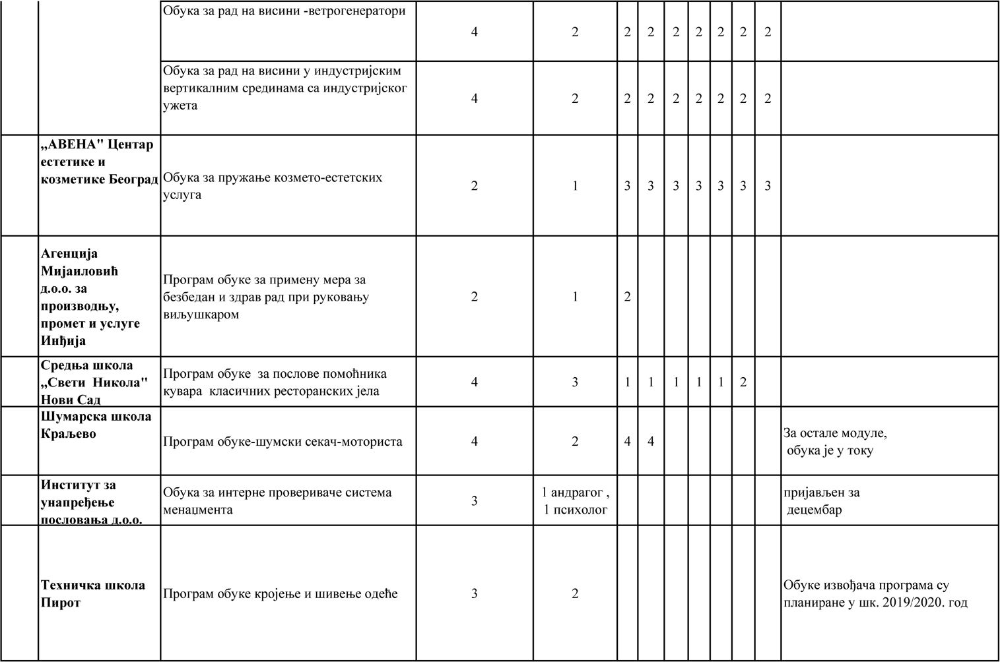 Обука за рад на висини -ветрогенератори
4 2 2 2 2 2 2 2 2
Обука за рад на висини у индустријским
вертикалним срединама са индустријског
ужета
4 2 2 2 2 2 2 2 2
,,АВЕНА" Центар
естетике и
козметике Београд
Обука за пружање козмето-естетских
услуга
2 1 3 3 3 3 3 3 3
Агенција
Мијаиловић
д.о.о. за
производњу,
промет и услуге
Инђија
Програм обуке за примену мера за
безбедан и здрав рад при руковању
виљушкаром
2 1 2
Средња школа
,,Свети Никола"
Нови Сад
Програм обуке за послове помоћника
кувара класичних ресторанских јела
4 3 1 1 1 1 1 2
Шумарска школа
Краљево
Програм обуке-шумски секач-моториста
4 2 4 4
За остале модуле,
обука је у току
Институт за
унапређење
пословања д.о.о.
Обука за интерне провериваче система
менаџмента
3
1 андрагог ,
1 психолог
пријављен за
децембар
Техничка школа
Пирот
Програм обуке кројење и шивење одеће
3 2
Обуке извођача програма су
планиране у шк. 2019/2020. год